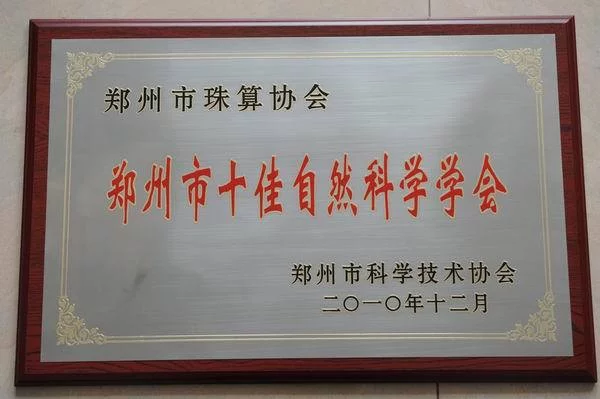 郑州市珠算协会
郑州市十佳自然科学学会
郑州市科学技术协会
二〇一〇年十二月